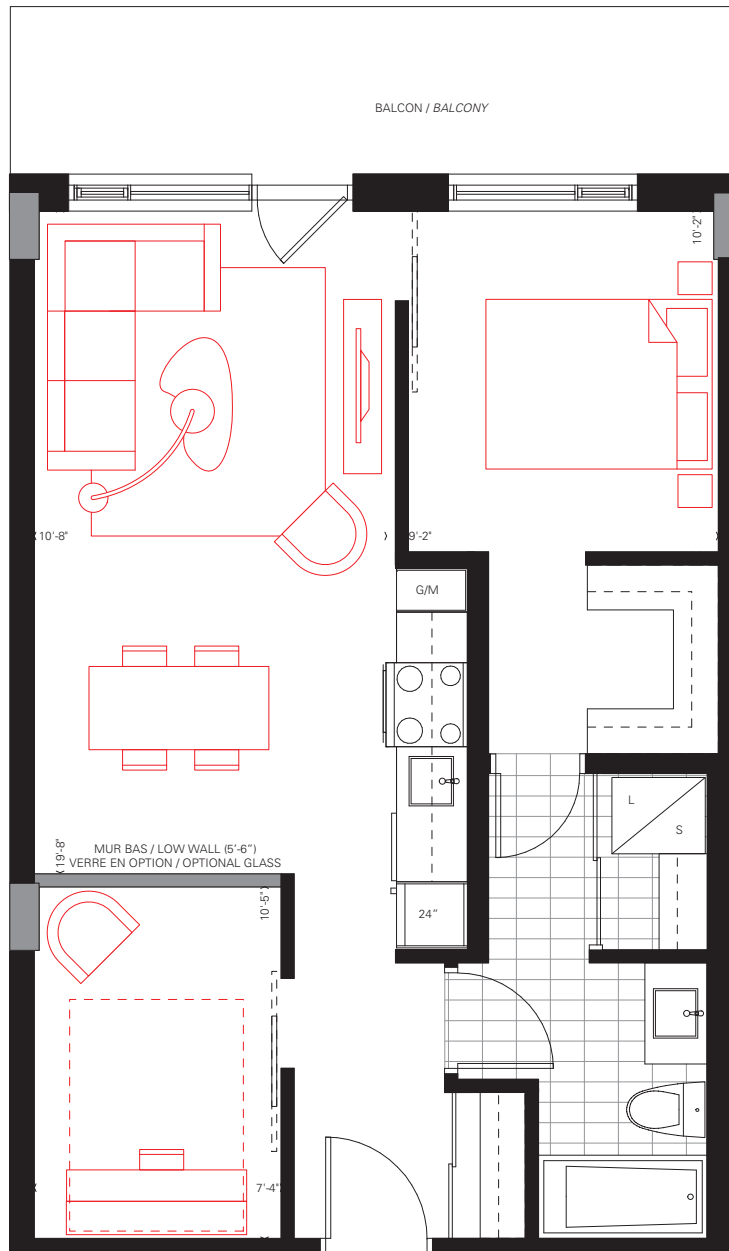 BALCON / BALCONY
10'-2"
10'-8"
9'-2"
G/M
L
S
19'-8"
MUR BAS / LOW WALL (5'-6")
VERRE EN OPTION / OPTIONAL GLASS
10'-5"
24"
7'-4"